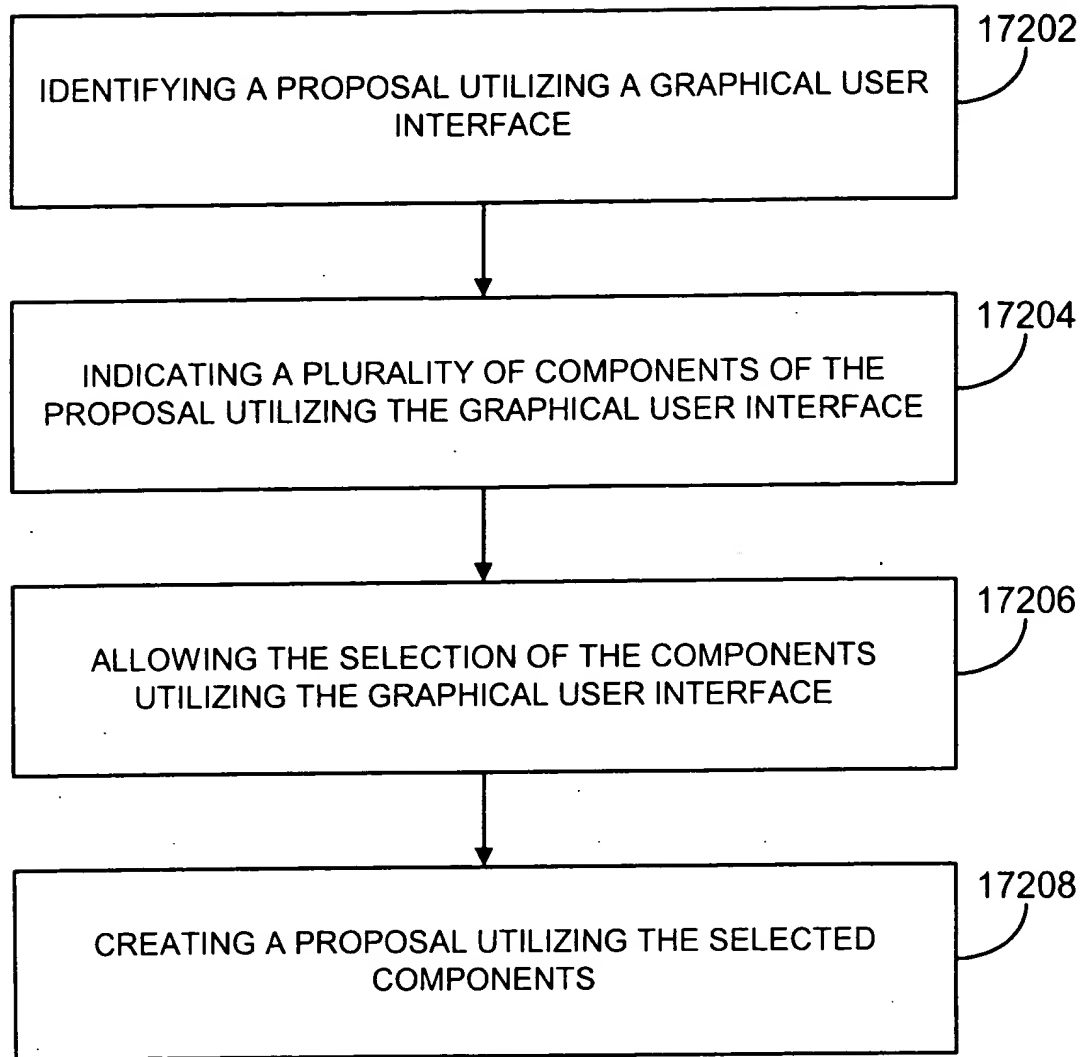 17202
IDENTIFYING A PROPOSAL UTILIZING A GRAPHICAL USER
INTERFACE
17204
INDICATING A PLURALITY OF COMPONENTS OF THE
PROPOSAL UTILIZING THE GRAPHICAL USER INTERFACE
17206
ALLOWING THE SELECTION OF THE COMPONENTS
UTILIZING THE GRAPHICAL USER INTERFACE
17208
CREATING A PROPOSAL UTILIZING THE SELECTED
COMPONENTS